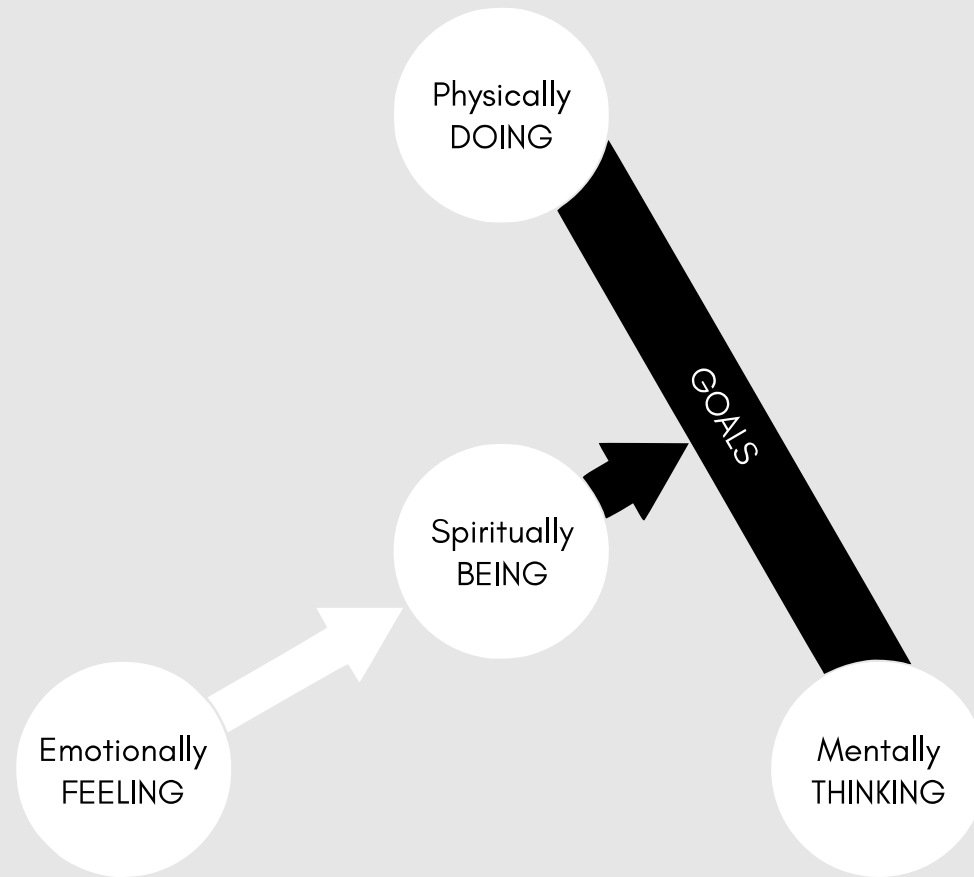 Physically
DOING
GOALS
Spiritually
BEING
Emotionally
FEELING
Mentally
THINKING